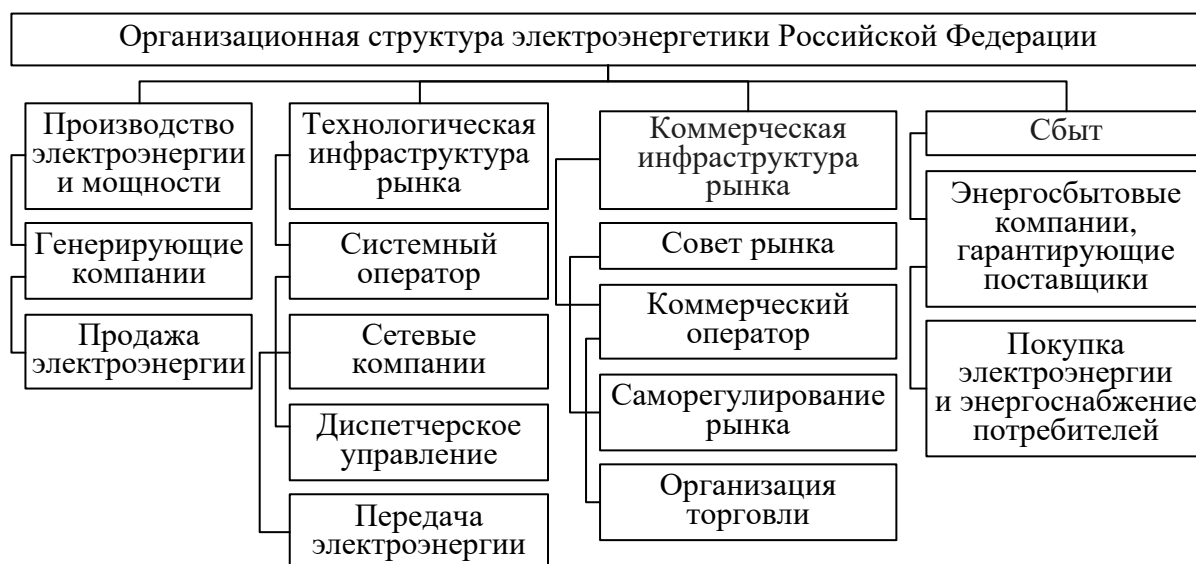 Организационная структура электроэнергетики Российской Федерации
Производство
электроэнергии
и мощности
Генерирующие
компании
Продажа
электроэнергии
Технологическая
инфраструктура
рынка
Системный
оператор
Сетевые
компании
Диспетчерское
управление
Передача
электроэнергии
Коммерческая
инфраструктура
рынка
Совет рынка
Коммерческий
оператор
Саморегулирование
рынка
Организация
торговли
Сбыт
Энергосбытовые
компании,
гарантирующие
поставщики
Покупка
электроэнергии
и энергоснабжение
потребителей